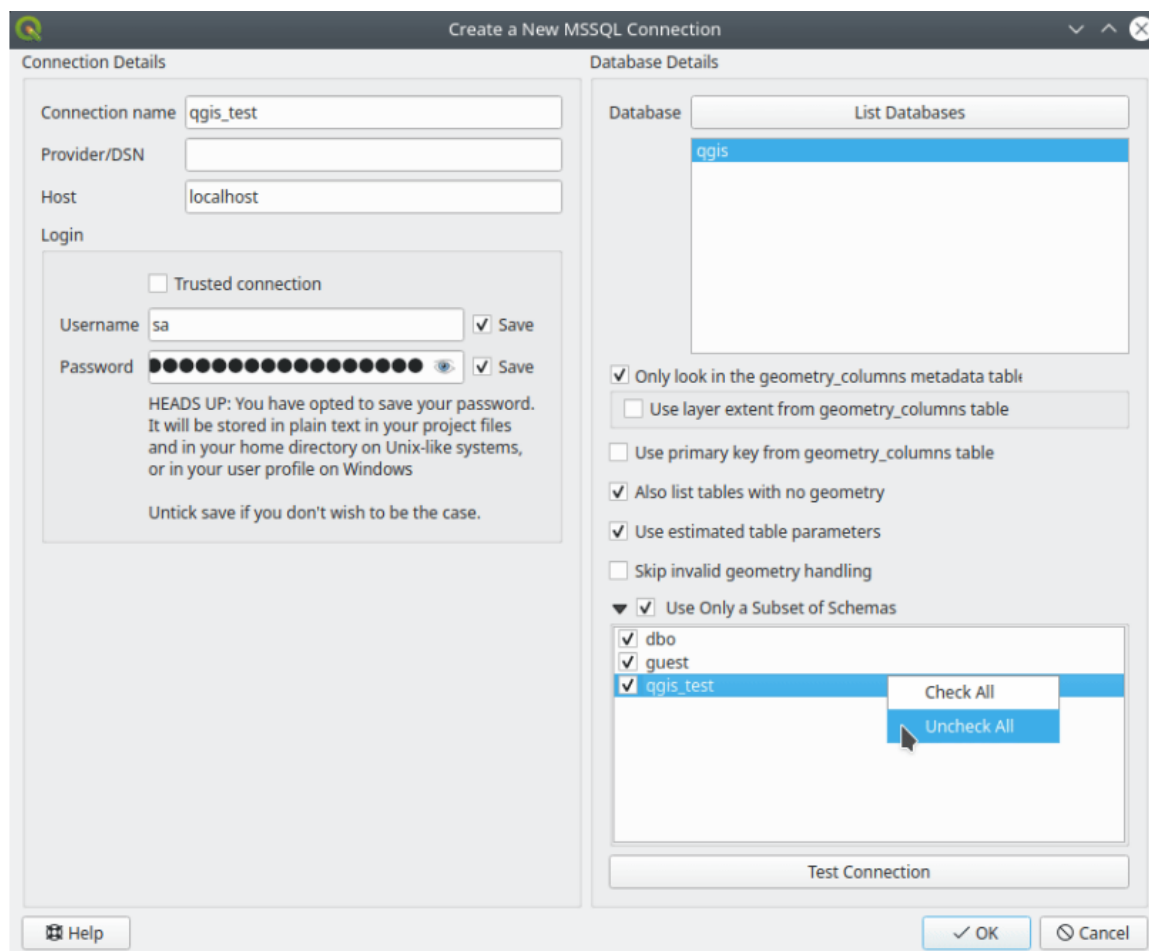 Create a New MSSQL Connection
Connection Details
Connection name qgis_test
Provider/DSN
Host localhost
Login
Trusted connection
Username sa Save
Password ●●●●●●●●●●●●●●●●● Save
HEADS UP: You have opted to save your password.
It will be stored in plain text in your project files
and in your home directory on Unix-like systems,
or in your user profile on Windows
Untick save if you don't wish to be the case.
Database Details
Database List Databases
qgis
Only look in the geometry_columns metadata table
Use layer extent from geometry_columns table
Use primary key from geometry_columns table
Also list tables with no geometry
Use estimated table parameters
Skip invalid geometry handling
Use Only a Subset of Schemas
dbo
guest
qgis_test
Check All
Uncheck All
Test Connection
Help
OK
Cancel